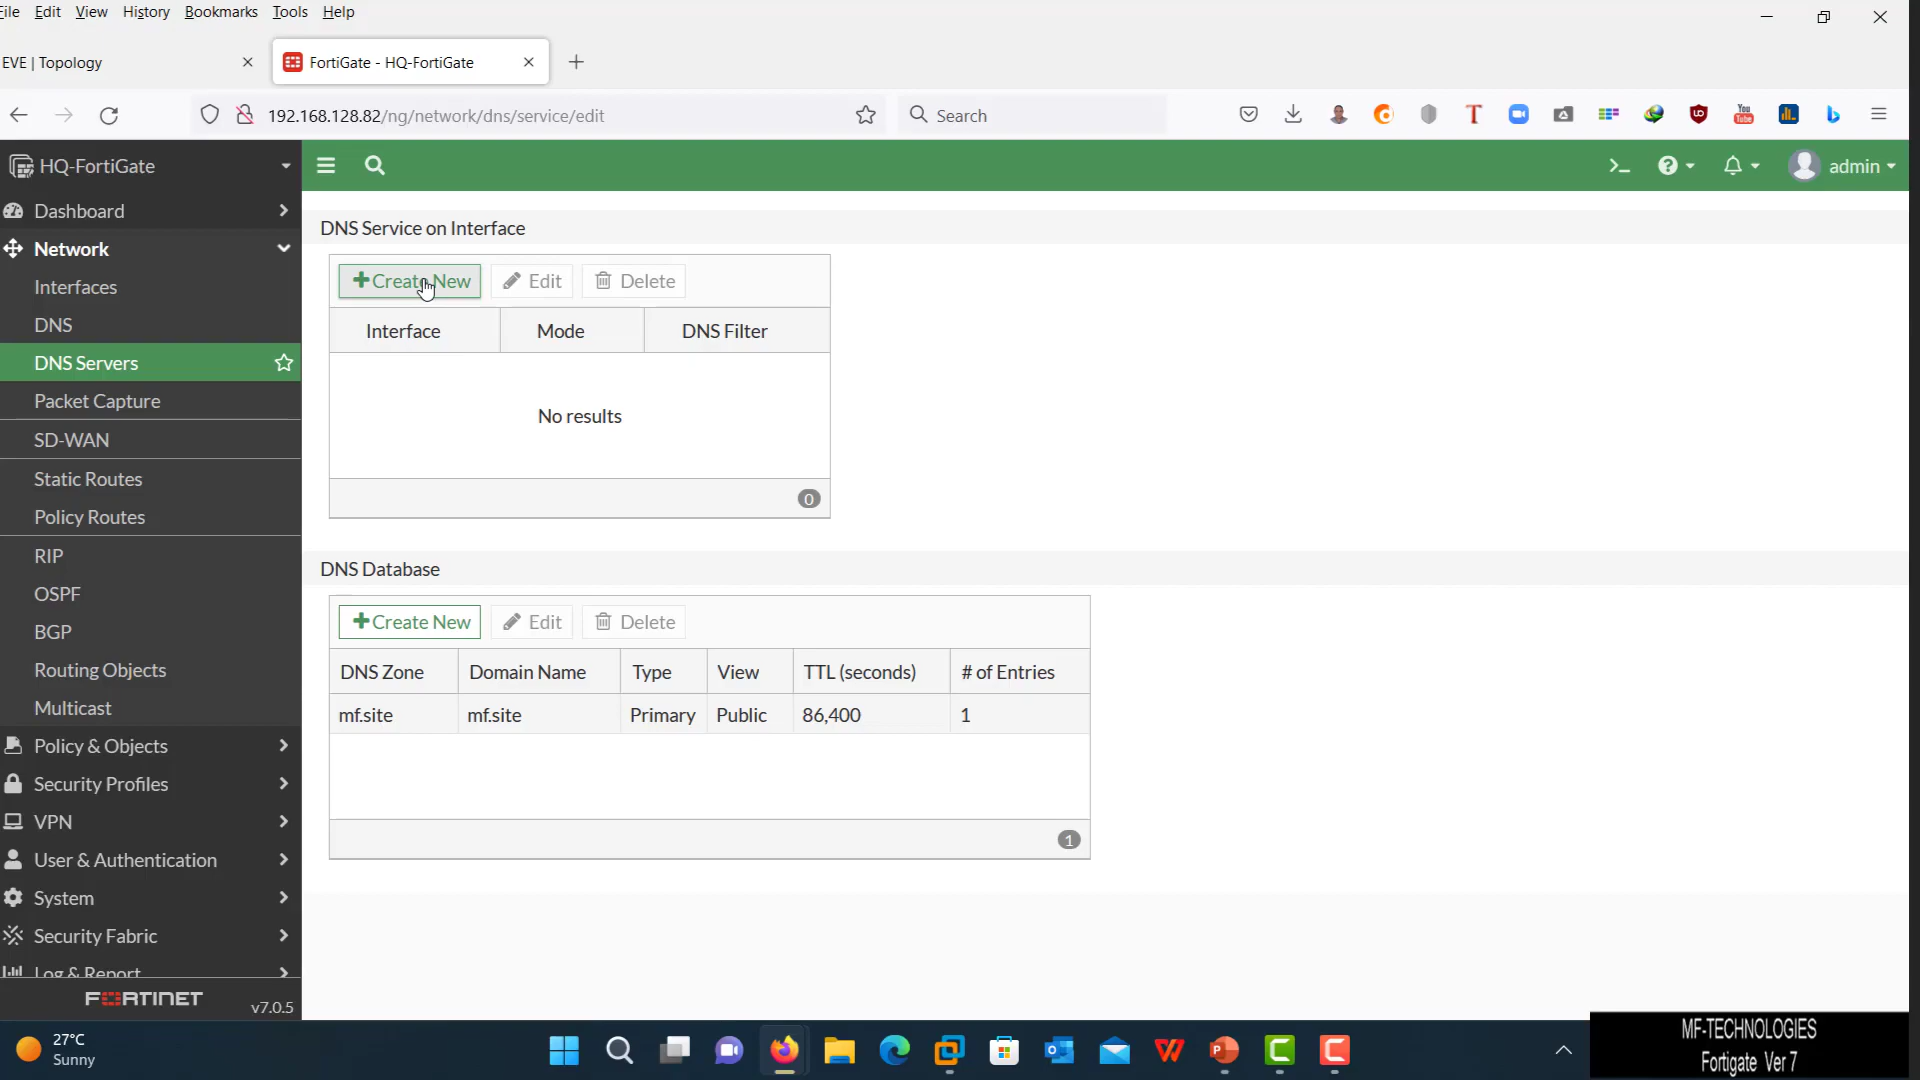 File Edit View History Bookmarks Tools Help
EVE | Topology
FortiGate - HQ-FortiGate
192.168.128.82/ng/network/dns/service/edit
Search
HQ-FortiGate
admin
Dashboard
Network
Interfaces
DNS
DNS Servers
Packet Capture
SD-WAN
Static Routes
Policy Routes
RIP
OSPF
BGP
Routing Objects
Multicast
Policy & Objects
Security Profiles
VPN
User & Authentication
System
Security Fabric
Log & Report
FORTINET
v7.0.5
DNS Service on Interface
Create New Edit Delete
Interface Mode DNS Filter
No results
0
DNS Database
Create New Edit Delete
DNS Zone Domain Name Type View TTL (seconds) # of Entries
mf.site mf.site Primary Public 86,400 1
1
27°C
Sunny
MF-TECHNOLOGIES
Fortigate Ver 7